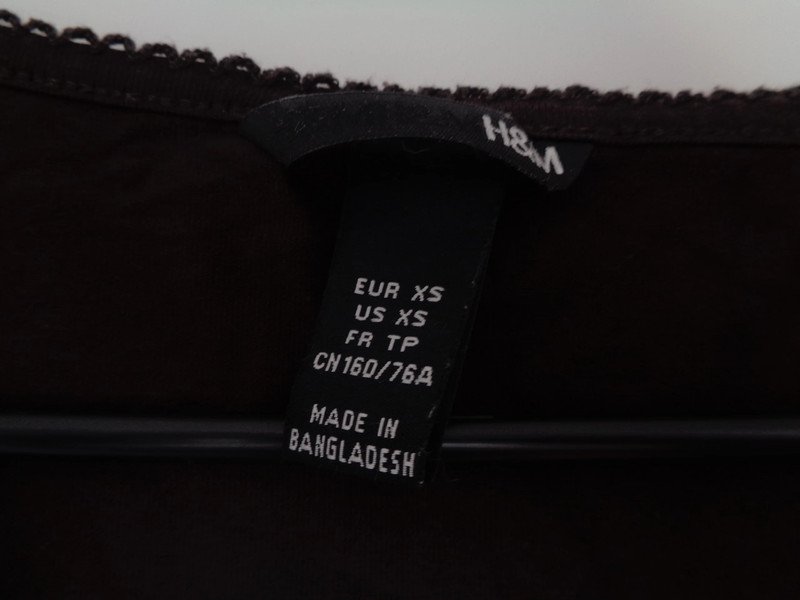 H&M
EUR XS
US XS
FR TP
CN160/76A
MADE IN
BANGLADESH